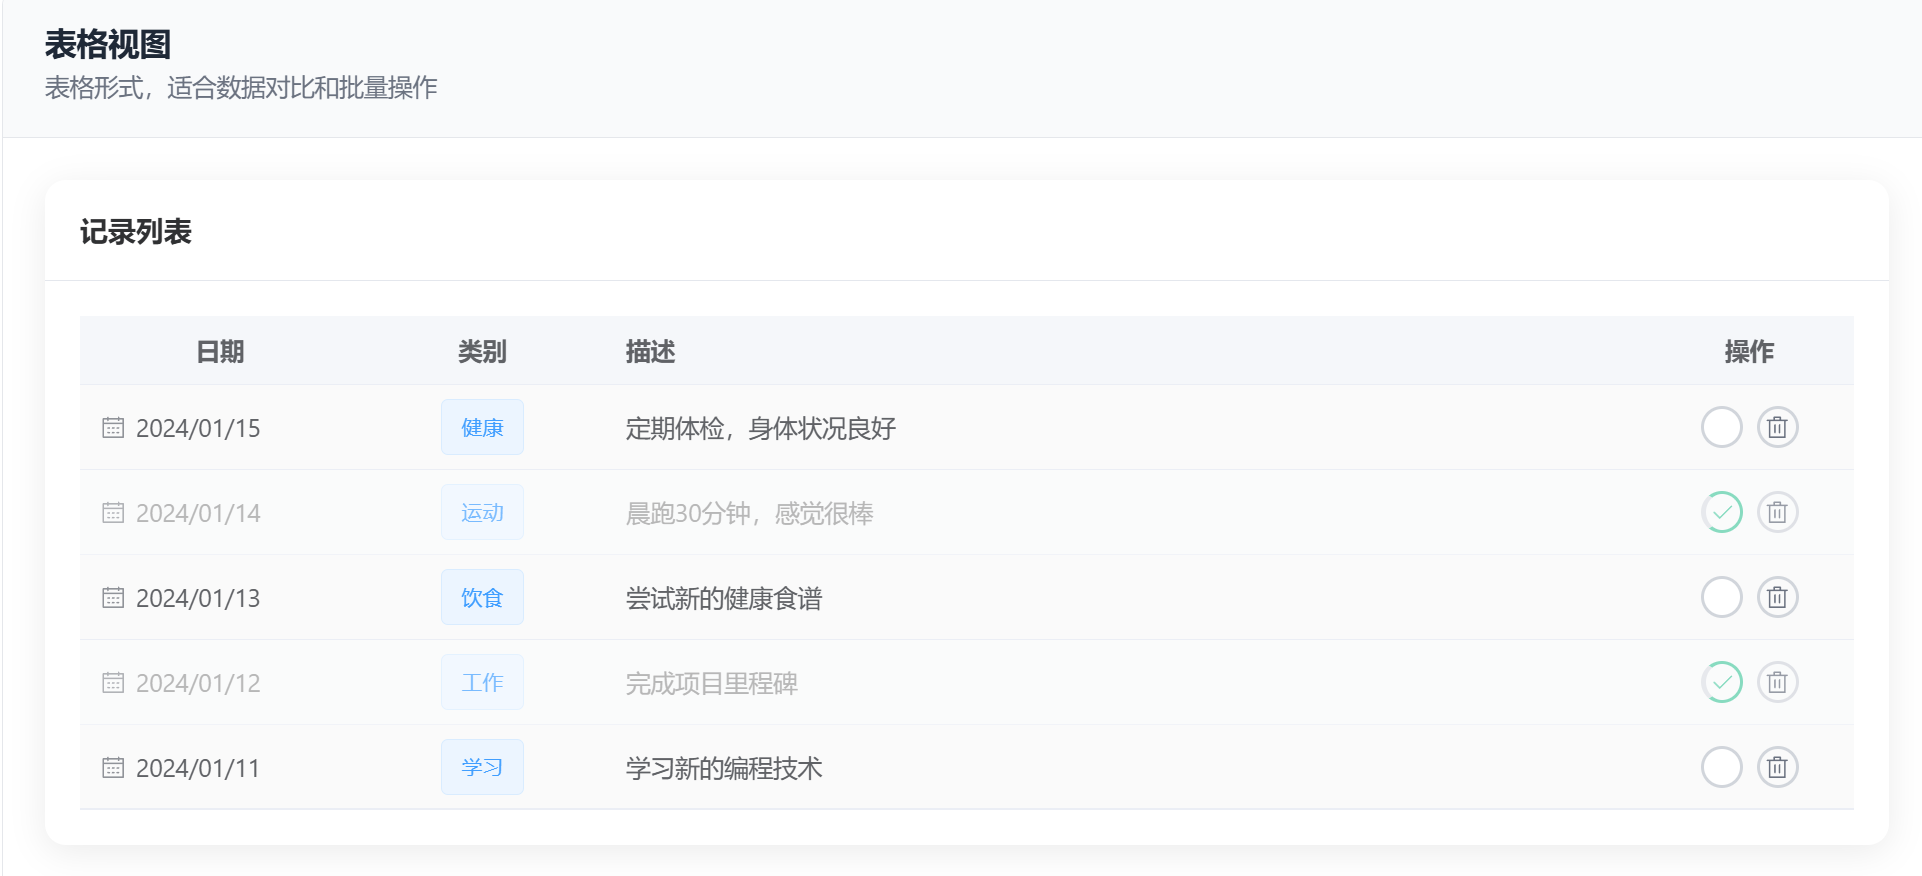 表格视图
表格形式，适合数据对比和批量操作
记录列表
日期 类别 描述 操作
2024/01/15 健康 定期体检，身体状况良好
2024/01/14 运动 晨跑30分钟，感觉很棒
2024/01/13 饮食 尝试新的健康食谱
2024/01/12 工作 完成项目里程碑
2024/01/11 学习 学习新的编程技术